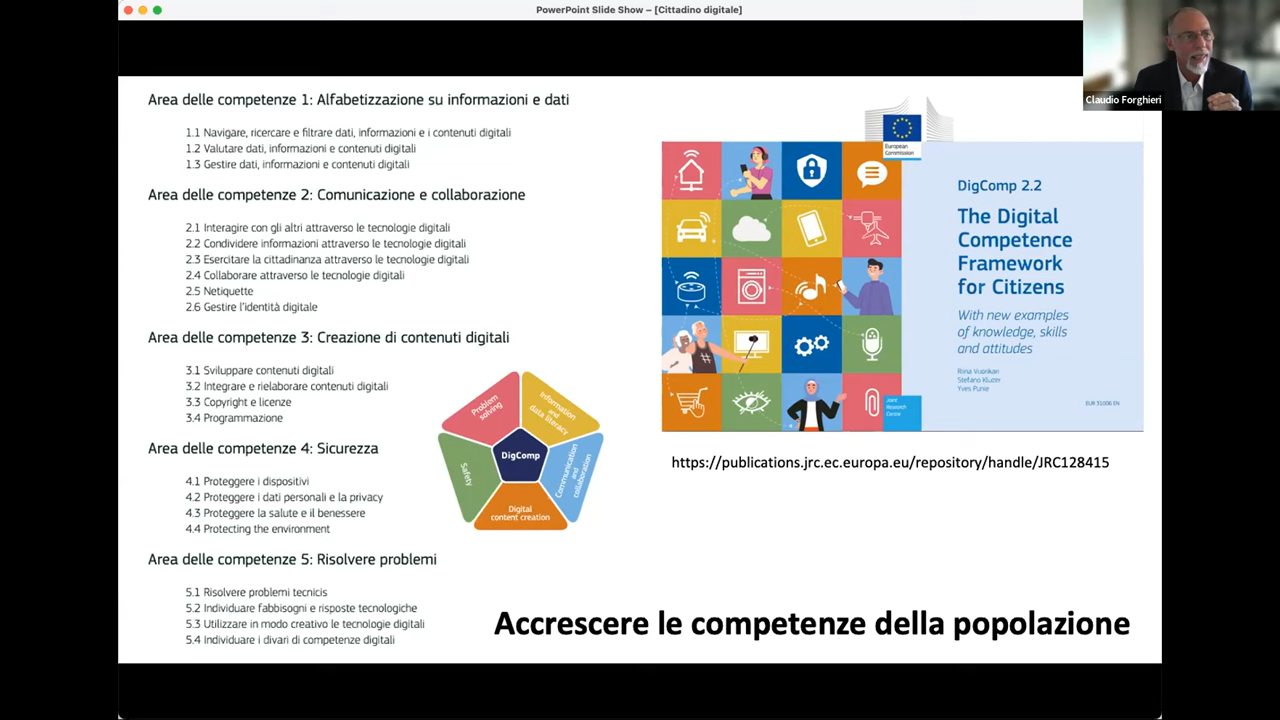 PowerPoint Slide Show – [Cittadino digitale]
Claudio Forghieri
Area delle competenze 1: Alfabetizzazione su informazioni e dati
1.1 Navigare, ricercare e filtrare dati, informazioni e i contenuti digitali
1.2 Valutare dati, informazioni e contenuti digitali
1.3 Gestire dati, informazioni e contenuti digitali
Area delle competenze 2: Comunicazione e collaborazione
2.1 Interagire con gli altri attraverso le tecnologie digitali
2.2 Condividere informazioni attraverso le tecnologie digitali
2.3 Esercitare la cittadinanza attraverso le tecnologie digitali
2.4 Collaborare attraverso le tecnologie digitali
2.5 Netiquette
2.6 Gestire l'identità digitale
Area delle competenze 3: Creazione di contenuti digitali
3.1 Sviluppare contenuti digitali
3.2 Integrare e rielaborare contenuti digitali
3.3 Copyright e licenze
3.4 Programmazione
Area delle competenze 4: Sicurezza
4.1 Proteggere i dispositivi
4.2 Proteggere i dati personali e la privacy
4.3 Proteggere la salute e il benessere
4.4 Protecting the environment
Area delle competenze 5: Risolvere problemi
5.1 Risolvere problemi tecnicis
5.2 Individuare fabbisogni e risposte tecnologiche
5.3 Utilizzare in modo creativo le tecnologie digitali
5.4 Individuare i divari di competenze digitali
Problem
solving
Information
and
data literacy
DigComp
Safety
Communication
and
collaboration
Digital
content creation
European
Commission
DigComp 2.2
The Digital
Competence
Framework
for Citizens
With new examples
of knowledge, skills
and attitudes
Riina Vuorikari
Stefano Kluzer
Yves Punie
Joint
Research
Centre
EUR 31006 EN
https://publications.jrc.ec.europa.eu/repository/handle/JRC128415
Accrescere le competenze della popolazione